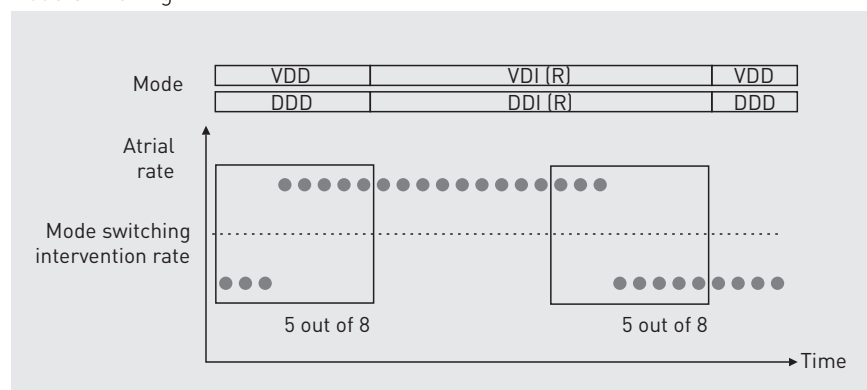 Mode
VDD VDI (R) VDD
DDD DDI (R) DDD
Atrial
rate
Mode switching
intervention rate
5 out of 8 5 out of 8
Time